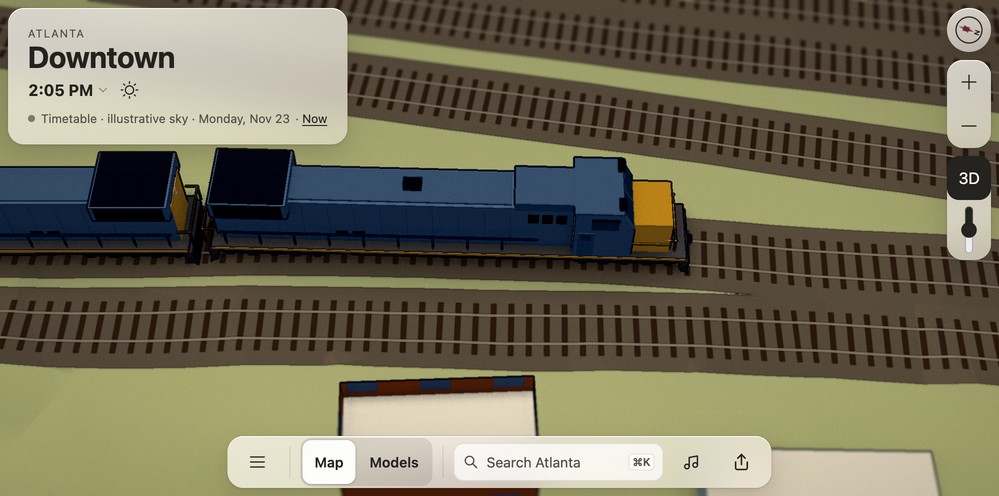 ATLANTA
Downtown
2:05 PM
Timetable · illustrative sky · Monday, Nov 23 · Now
N
+
−
3D
Map Models Search Atlanta ⌘K